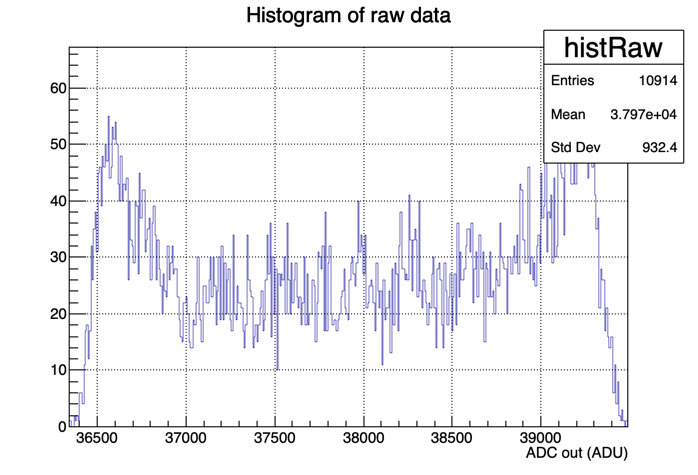 Histogram of raw data
histRaw
Entries 10914
Mean 3.797e+04
Std Dev 932.4
60
50
40
30
20
10
0
36500 37000 37500 38000 38500 39000
ADC out (ADU)